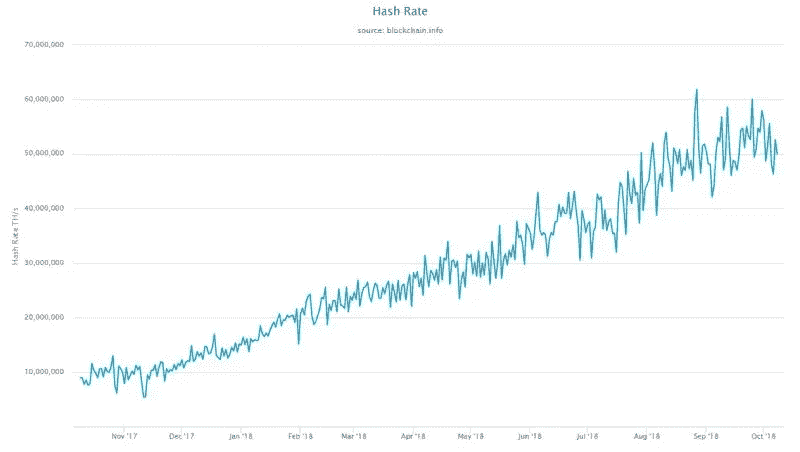 Hash Rate
source: blockchain.info
70,000,000
60,000,000
50,000,000
40,000,000
30,000,000
20,000,000
10,000,000
Hash Rate TH/s
Nov '17 Dec '17 Jan '18 Feb '18 Mar '18 Apr '18 May '18 Jun '18 Jul '18 Aug '18 Sep '18 Oct '18